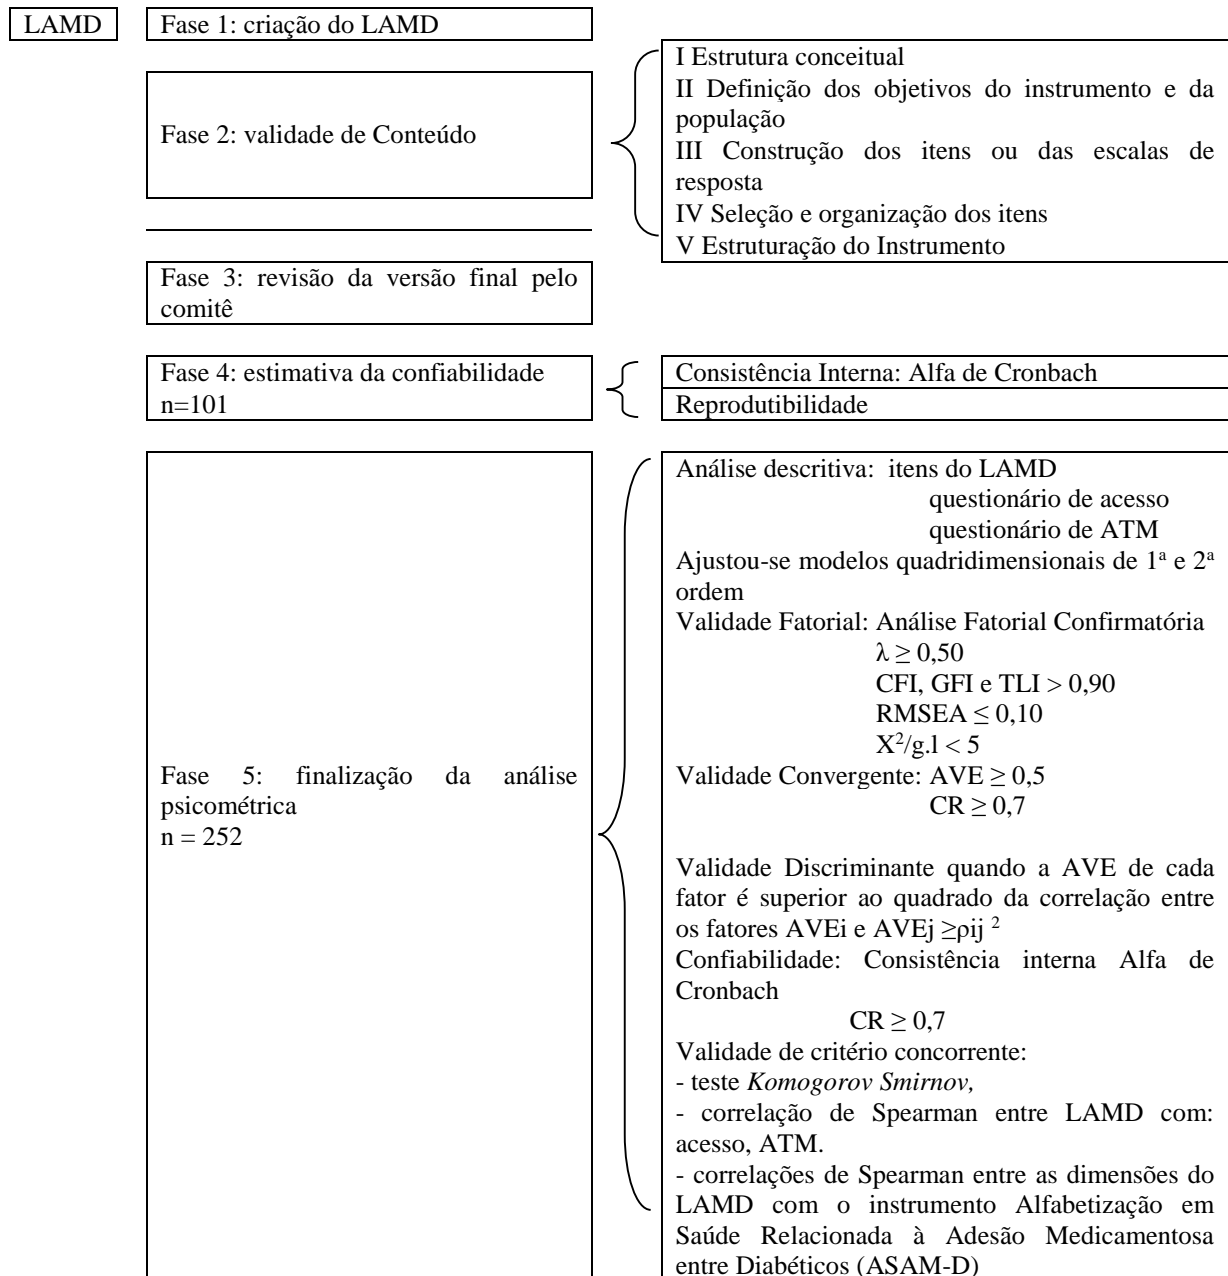 LAMD
Fase 1: criação do LAMD
Fase 2: validade de Conteúdo
I Estrutura conceitual
II Definição dos objetivos do instrumento e da
população
III Construção dos itens ou das escalas de
resposta
IV Seleção e organização dos itens
V Estruturação do Instrumento
Fase 3: revisão da versão final pelo
comitê
Fase 4: estimativa da confiabilidade
n=101
Consistência Interna: Alfa de Cronbach
Reprodutibilidade
Fase 5: finalização da análise
psicométrica
n = 252
Análise descritiva: itens do LAMD
questionário de acesso
questionário de ATM
Ajustou-se modelos quadridimensionais de 1ª e 2ª
ordem
Validade Fatorial: Análise Fatorial Confirmatória
λ ≥ 0,50
CFI, GFI e TLI > 0,90
RMSEA ≤ 0,10
X²/g.l < 5
Validade Convergente: AVE ≥ 0,5
CR ≥ 0,7
Validade Discriminante quando a AVE de cada
fator é superior ao quadrado da correlação entre
os fatores AVEi e AVEj ≥ρij ²
Confiabilidade: Consistência interna Alfa de
Cronbach
CR ≥ 0,7
Validade de critério concorrente:
- teste Komogorov Smirnov,
- correlação de Spearman entre LAMD com:
acesso, ATM.
- correlações de Spearman entre as dimensões do
LAMD com o instrumento Alfabetização em
Saúde Relacionada à Adesão Medicamentosa
entre Diabéticos (ASAM-D)